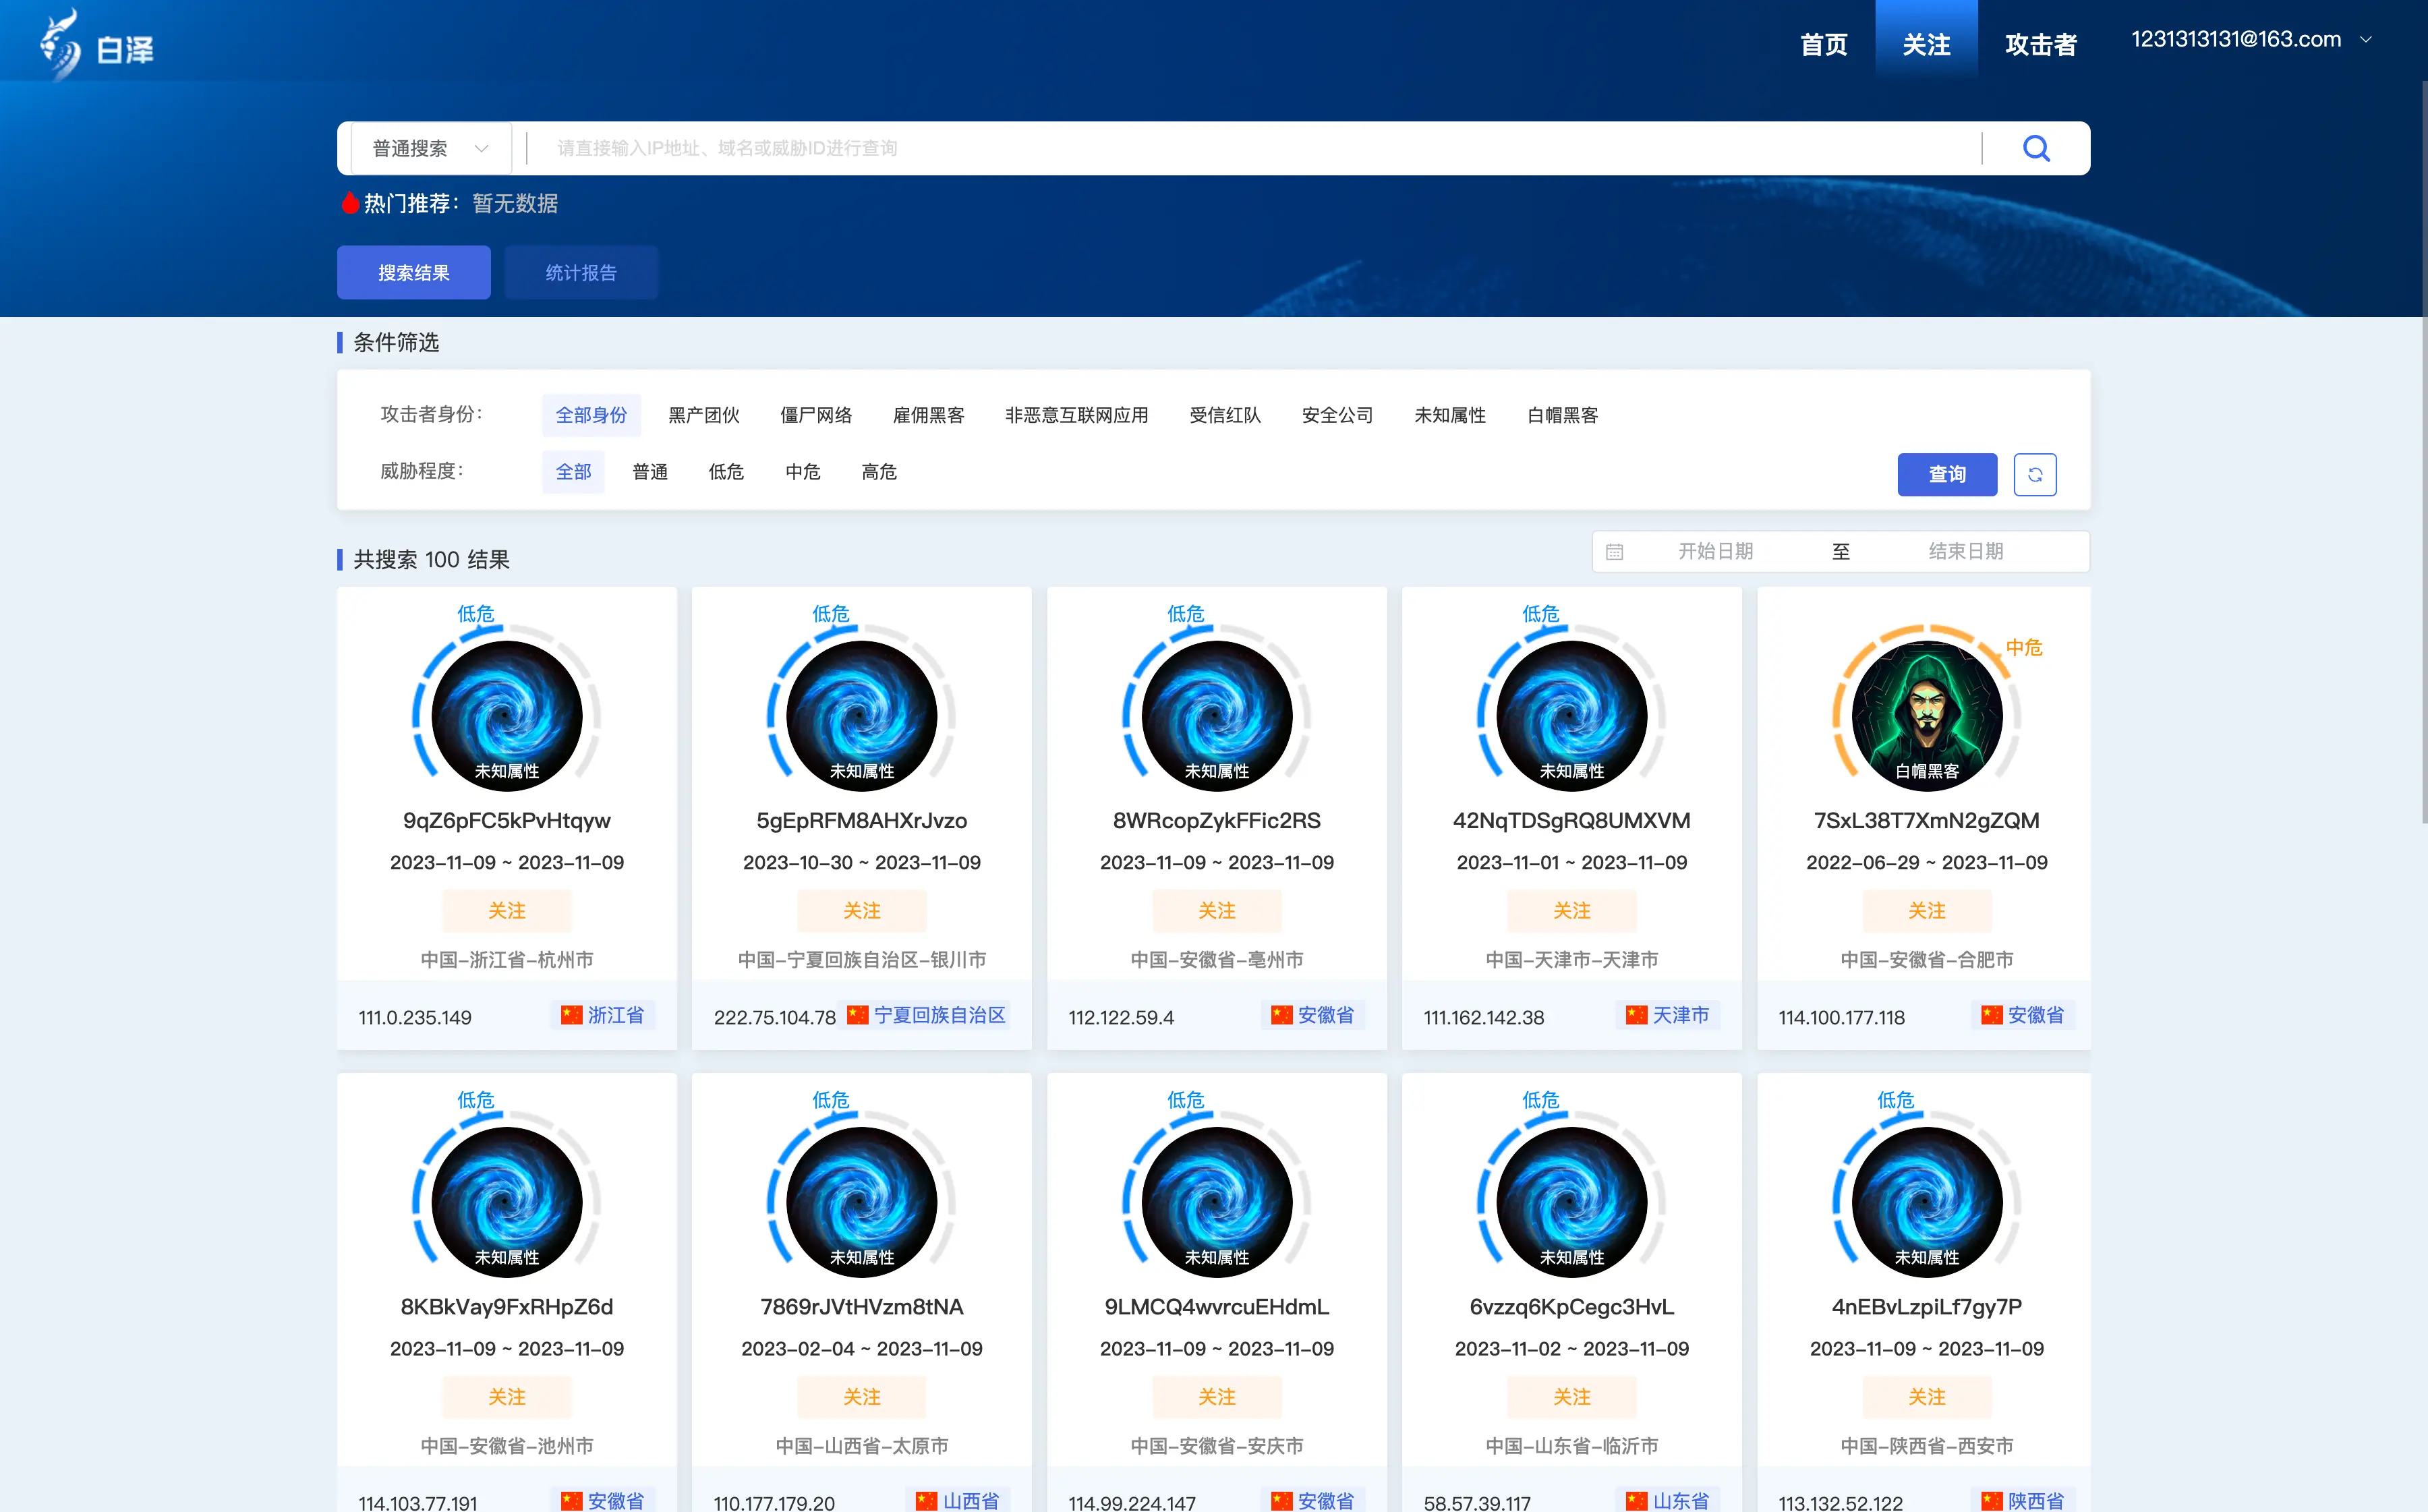 白泽
首页 关注 攻击者 1231313131@163.com
普通搜索 请直接输入IP地址、域名或威胁ID进行查询
热门推荐： 暂无数据
搜索结果 统计报告
条件筛选
攻击者身份： 全部身份 黑产团伙 僵尸网络 雇佣黑客 非恶意互联网应用 受信红队 安全公司 未知属性 白帽黑客
威胁程度： 全部 普通 低危 中危 高危
查询
共搜索 100 结果 开始日期 至 结束日期
低危 低危 低危 低危 中危
未知属性 未知属性 未知属性 未知属性 白帽黑客
9qZ6pFC5kPvHtqyw 5gEpRFM8AHXrJvzo 8WRcopZykFFic2RS 42NqTDSgRQ8UMXVM 7SxL38T7XmN2gZQM
2023-11-09 ~ 2023-11-09 2023-10-30 ~ 2023-11-09 2023-11-09 ~ 2023-11-09 2023-11-01 ~ 2023-11-09 2022-06-29 ~ 2023-11-09
关注 关注 关注 关注 关注
中国-浙江省-杭州市 中国-宁夏回族自治区-银川市 中国-安徽省-亳州市 中国-天津市-天津市 中国-安徽省-合肥市
111.0.235.149 浙江省 222.75.104.78 宁夏回族自治区 112.122.59.4 安徽省 111.162.142.38 天津市 114.100.177.118 安徽省
低危 低危 低危 低危 低危
未知属性 未知属性 未知属性 未知属性 未知属性
8KBkVay9FxRHpZ6d 7869rJVtHVzm8tNA 9LMCQ4wvrcuEHdmL 6vzzq6KpCegc3HvL 4nEBvLzpiLf7gy7P
2023-11-09 ~ 2023-11-09 2023-02-04 ~ 2023-11-09 2023-11-09 ~ 2023-11-09 2023-11-02 ~ 2023-11-09 2023-11-09 ~ 2023-11-09
关注 关注 关注 关注 关注
中国-安徽省-池州市 中国-山西省-太原市 中国-安徽省-安庆市 中国-山东省-临沂市 中国-陕西省-西安市
114.103.77.191 安徽省 110.177.179.20 山西省 114.99.224.147 安徽省 58.57.39.117 山东省 113.132.52.122 陕西省